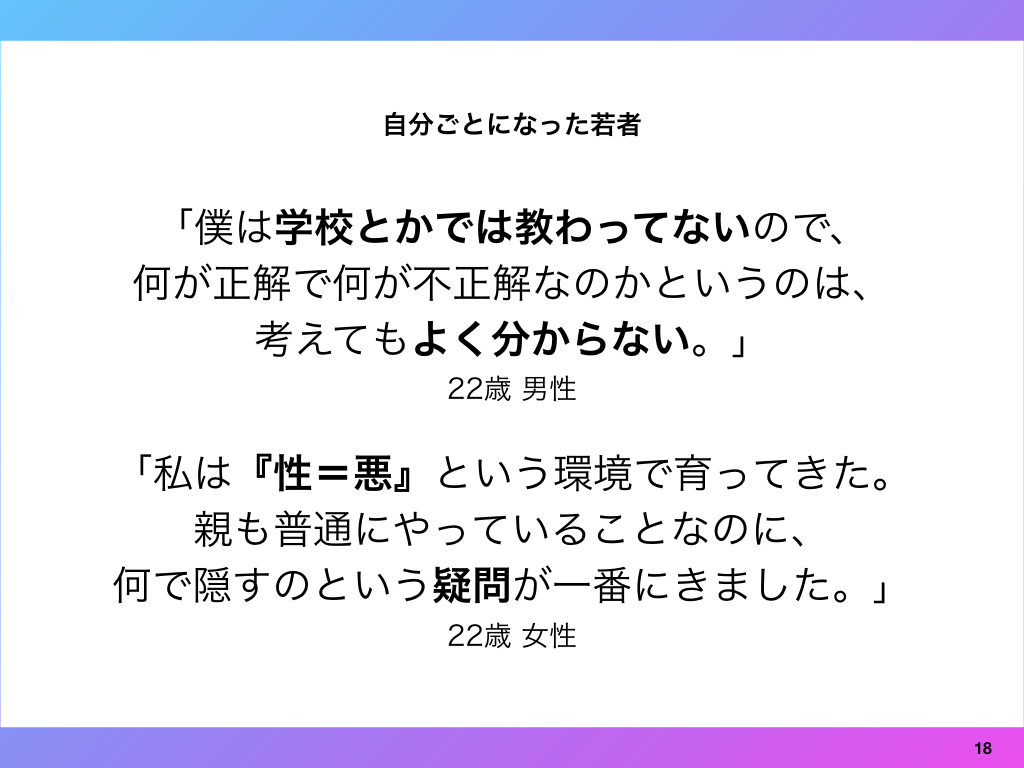 自分ごとになった若者
「僕は学校とかでは教わってないので、
何が正解で何が不正解なのかというのは、
考えてもよく分からない。」
22歳 男性
「私は『性＝悪』という環境で育ってきた。
親も普通にやっていることなのに、
何で隠すのという疑問が一番にきました。」
22歳 女性
18